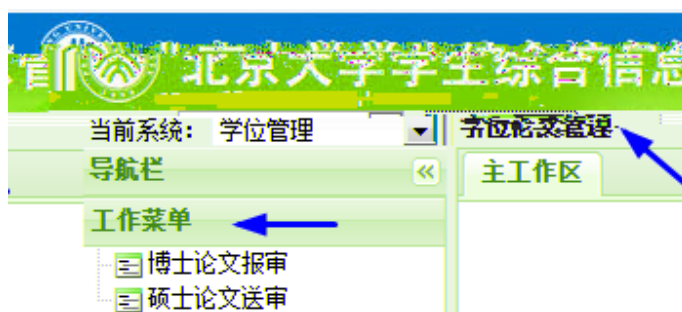 北京大学学生综合信息
当前系统： 学位管理
学位论文管理
导航栏
主工作区
工作菜单
博士论文报审
硕士论文送审